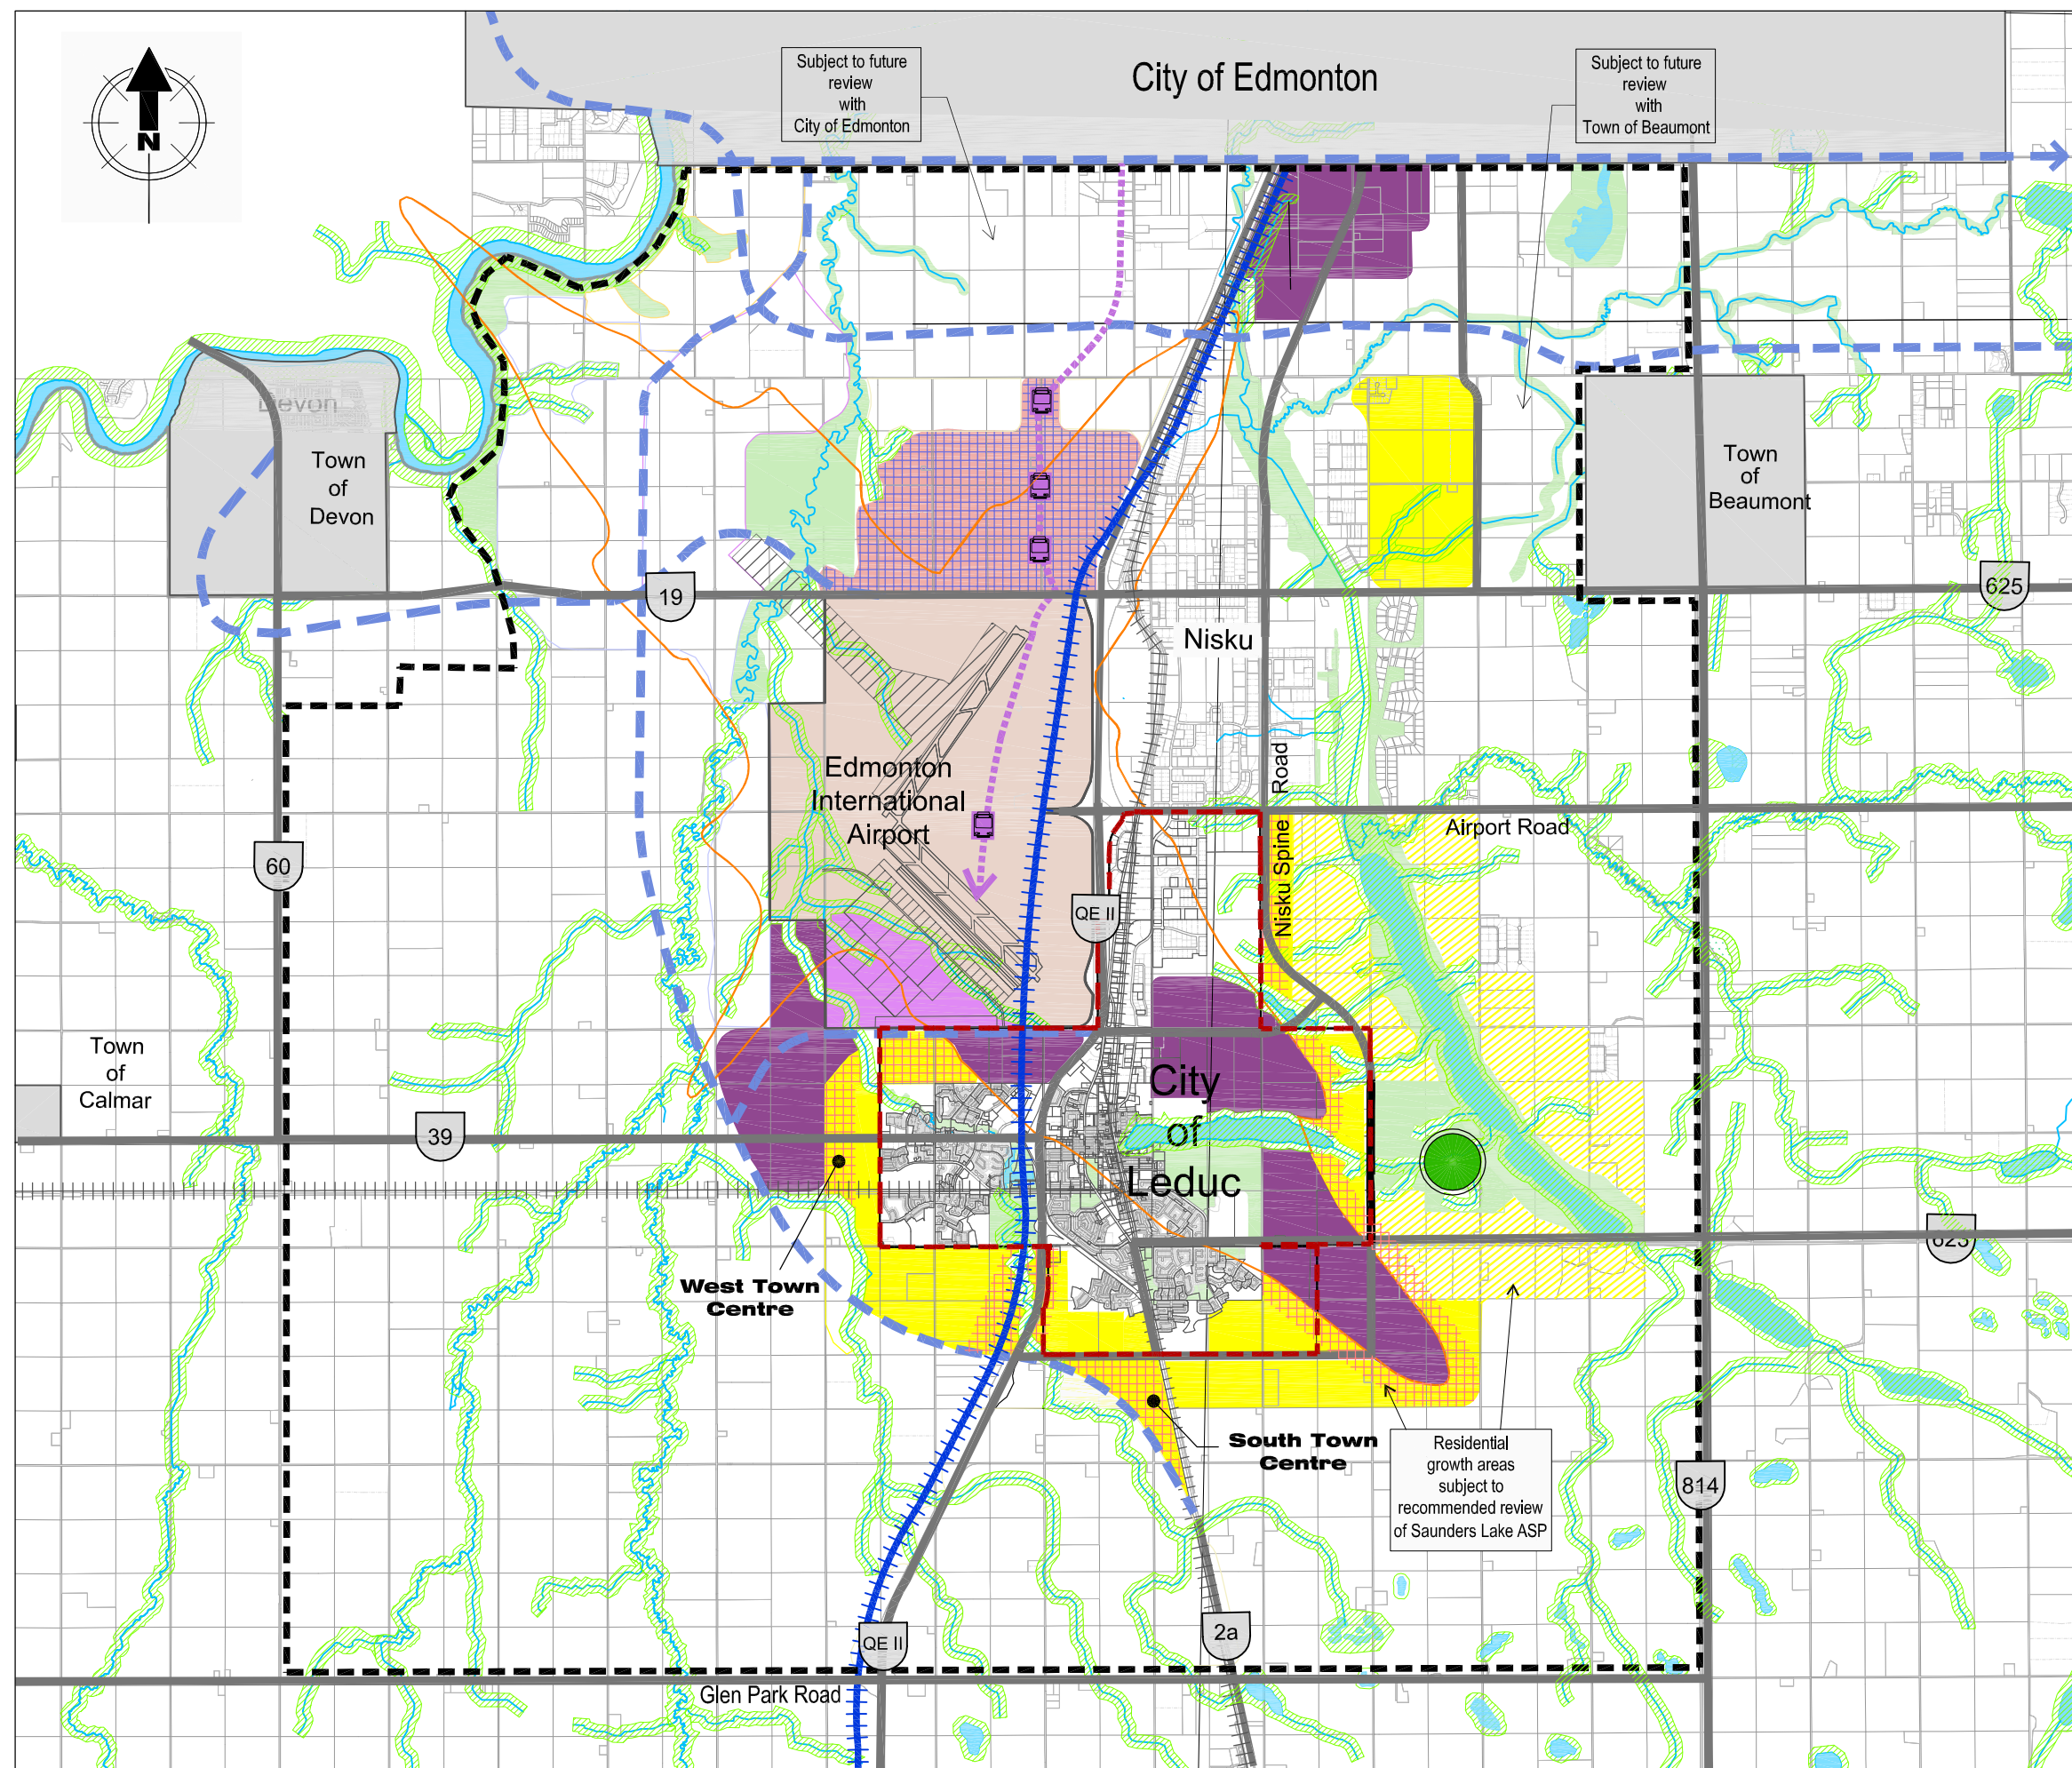 Subject to future
review
with
City of Edmonton
City of Edmonton
Subject to future
review
with
Town of Beaumont
N
Devon
Town
of
Devon
Town
of
Beaumont
19
625
Nisku
Edmonton
International
Airport
Road
Nisku Spine
Airport Road
60
QE II
Town
of
Calmar
39
City
of
Leduc
623
West Town
Centre
South Town
Centre
Residential
growth areas
subject to
recommended review
of Saunders Lake ASP
814
QE II
2a
Glen Park Road